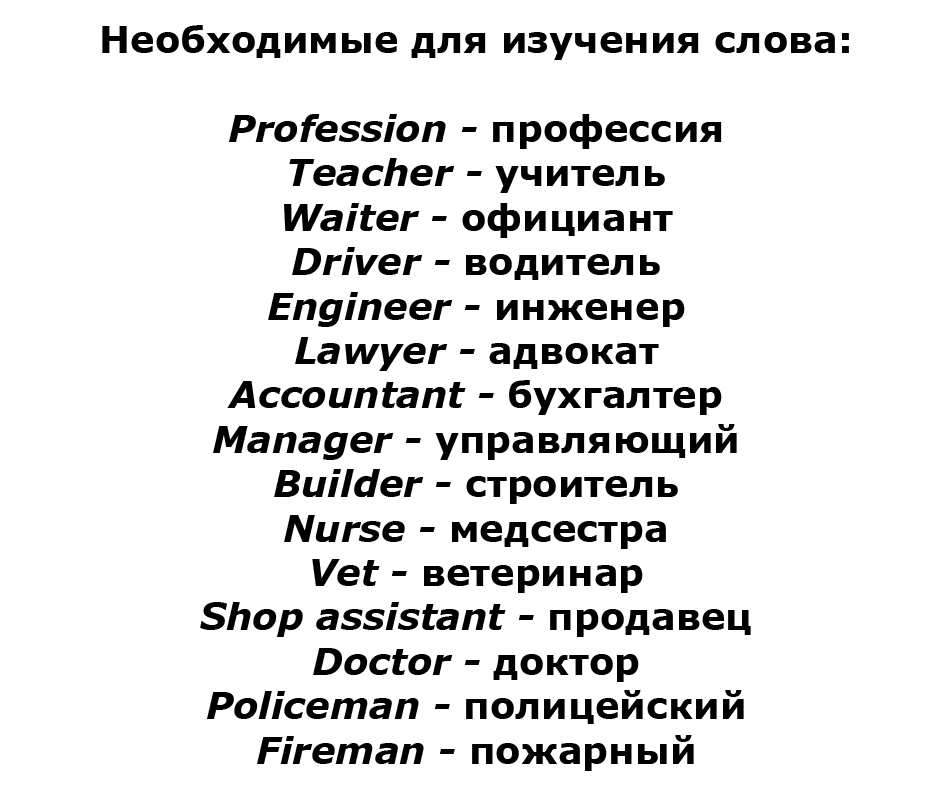 Необходимые для изучения слова:
Profession - профессия
Teacher - учитель
Waiter - официант
Driver - водитель
Engineer - инженер
Lawyer - адвокат
Accountant - бухгалтер
Manager - управляющий
Builder - строитель
Nurse - медсестра
Vet - ветеринар
Shop assistant - продавец
Doctor - доктор
Policeman - полицейский
Fireman - пожарный